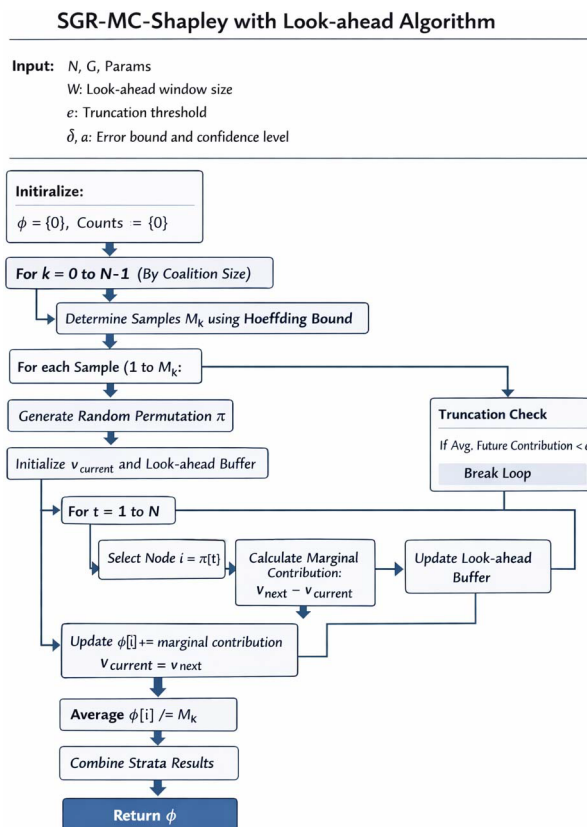 SGR-MC-Shapley with Look-ahead Algorithm
Input: N, G, Params
W: Look-ahead window size
e: Truncation threshold
δ, a: Error bound and confidence level
Initiralize:
ϕ = {0}, Counts = {0}
For k = 0 to N-1 (By Coalition Size)
Determine Samples M_k using Hoeffding Bound
For each Sample (1 to M_k:
Generate Random Permutation π
Truncation Check
If Avg. Future Contribution < e
Break Loop
Initialize v_current and Look-ahead Buffer
For t = 1 to N
Select Node i = π[t}
Calculate Marginal
Contribution:
v_next − v_current
Update Look-ahead
Buffer
Update ϕ[i] += marginal contribution
v_current = v_next
Average ϕ[i] /= M_k
Combine Strata Results
Return ϕ